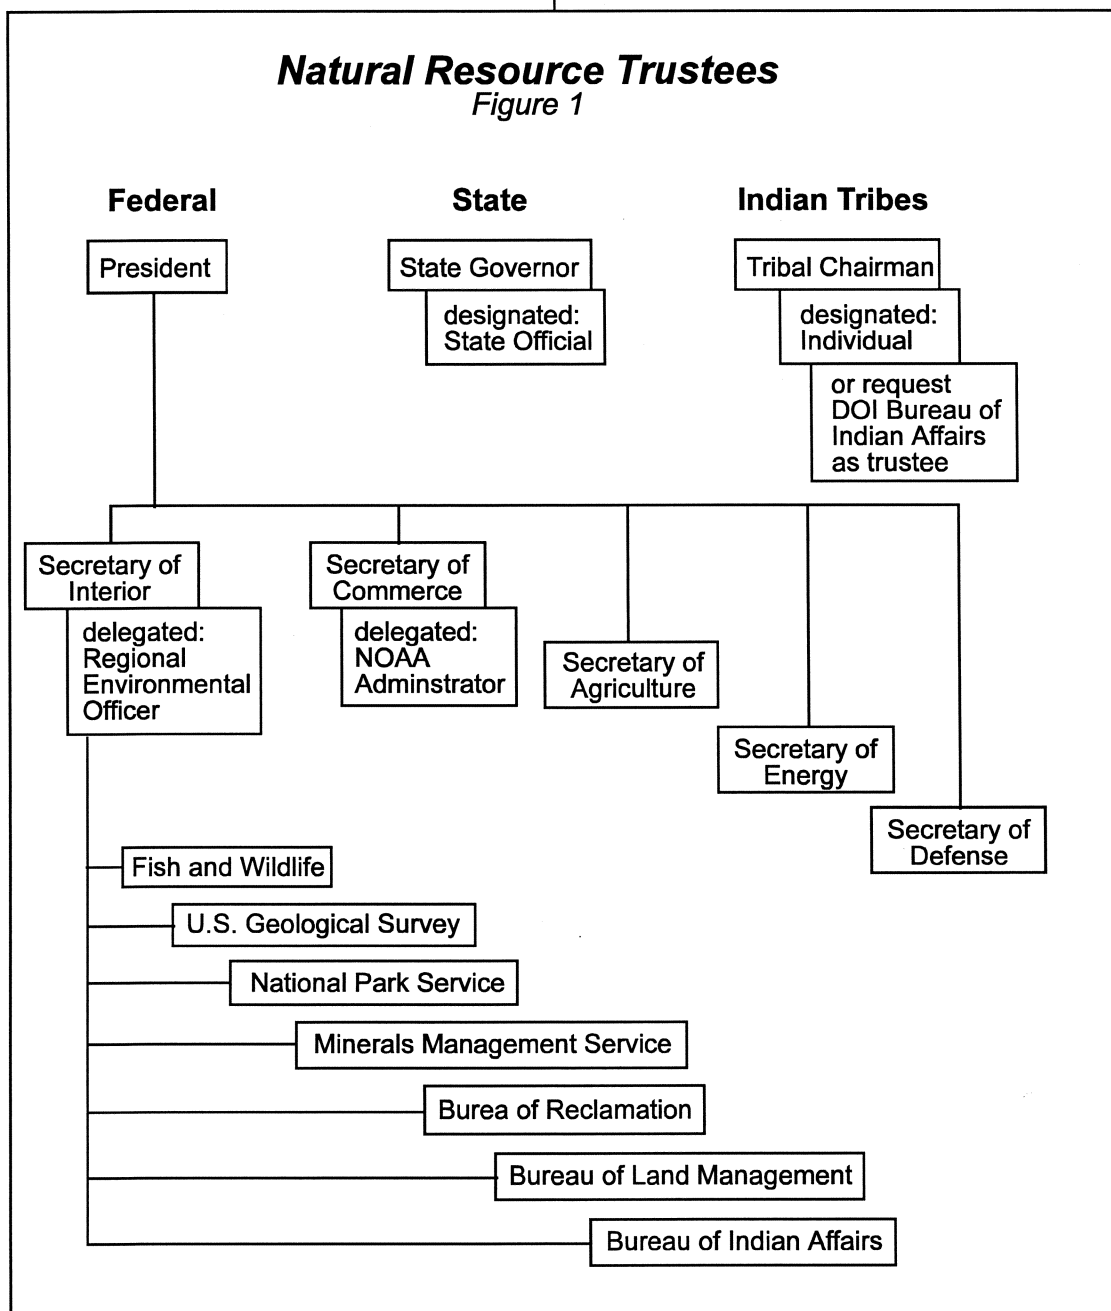 Natural Resource Trustees
Figure 1
Federal
State
Indian Tribes
President
State Governor
designated:
State Official
Tribal Chairman
designated:
Individual
or request
DOI Bureau of
Indian Affairs
as trustee
Secretary of
Interior
delegated:
Regional
Environmental
Officer
Secretary of
Commerce
delegated:
NOAA
Adminstrator
Secretary of
Agriculture
Secretary of
Energy
Secretary of
Defense
Fish and Wildlife
U.S. Geological Survey
National Park Service
Minerals Management Service
Burea of Reclamation
Bureau of Land Management
Bureau of Indian Affairs